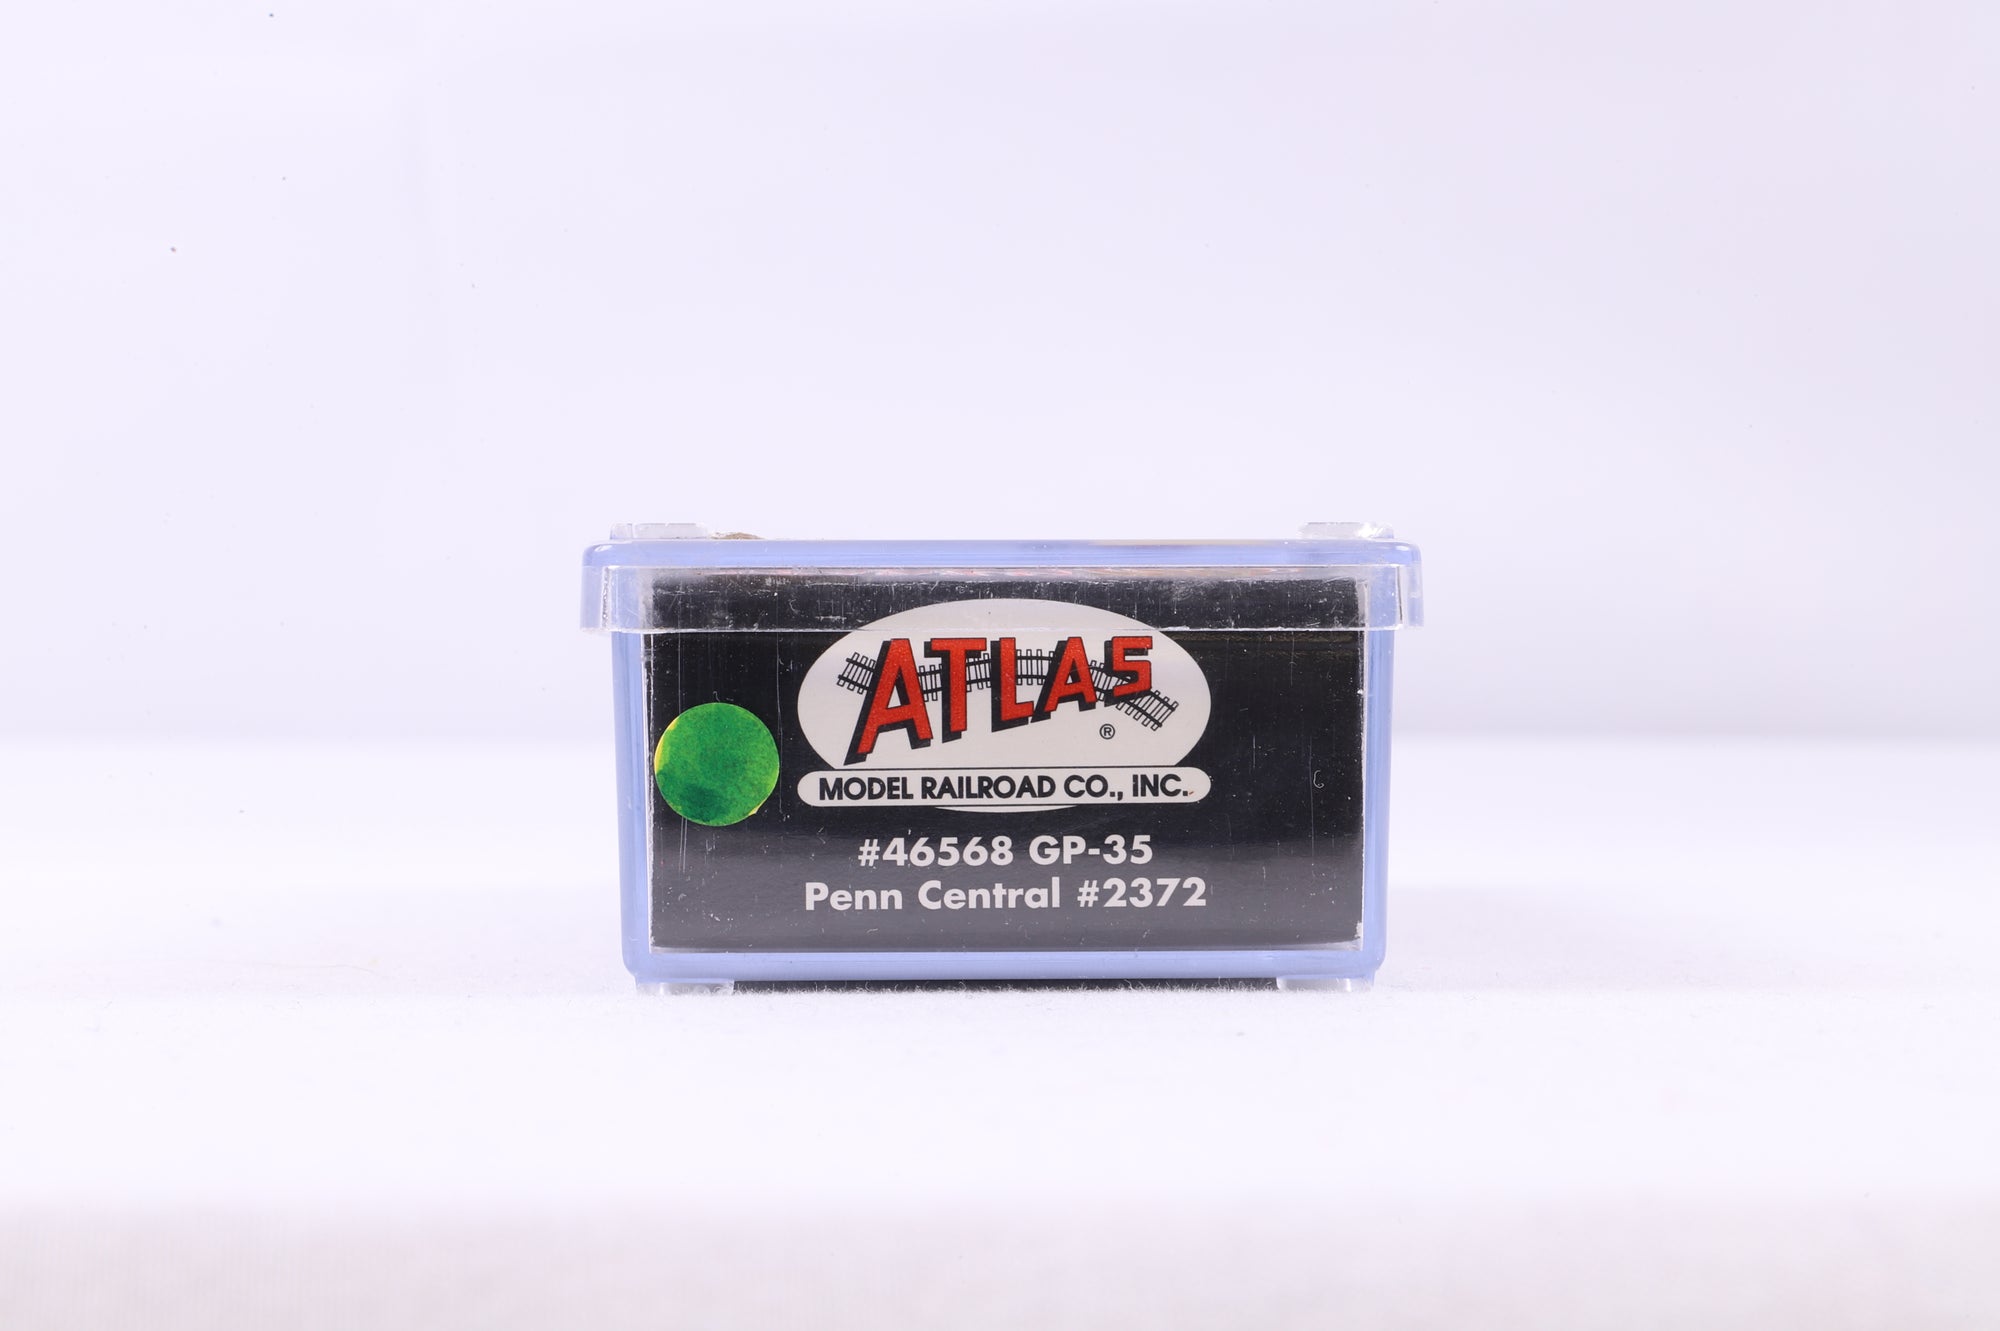 ATLAS
®
MODEL RAILROAD CO., INC.
#46568 GP-35
Penn Central #2372